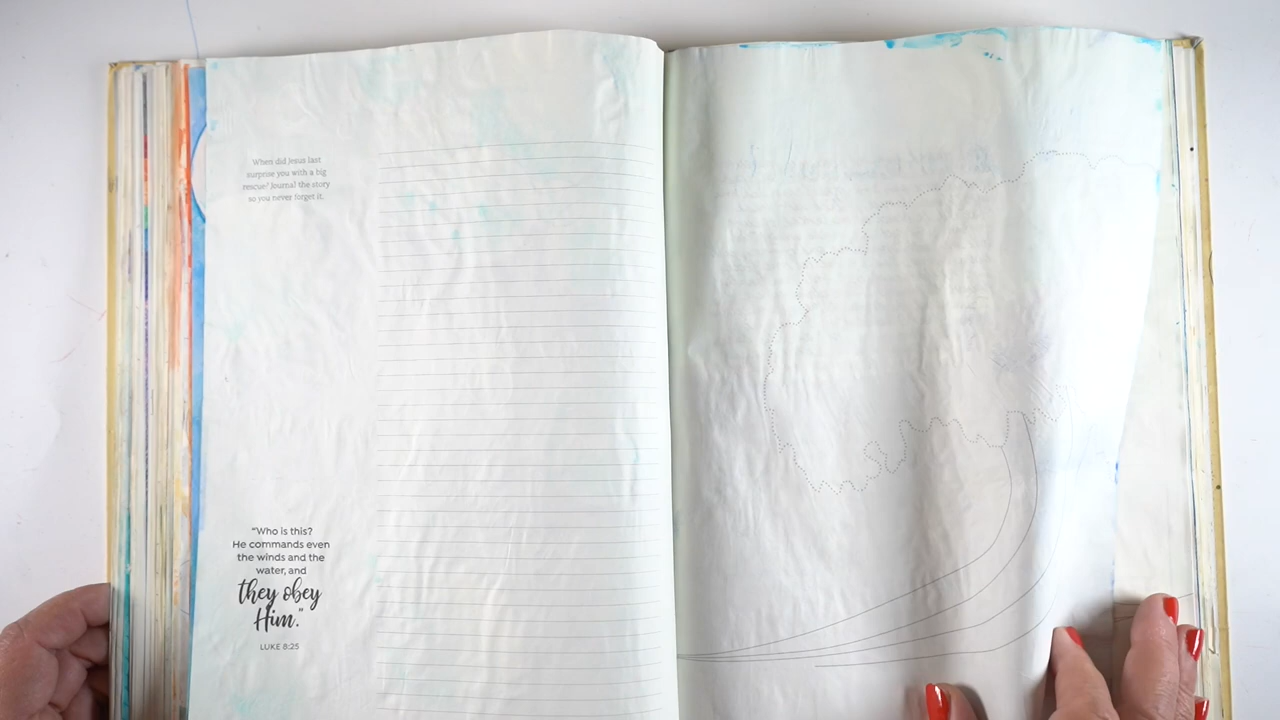 When did Jesus last
surprise you with a big
rescue? Journal the story
so you never forget it.
“Who is this?
He commands even
the winds and the
water, and
they obey
Him.”
LUKE 8:25